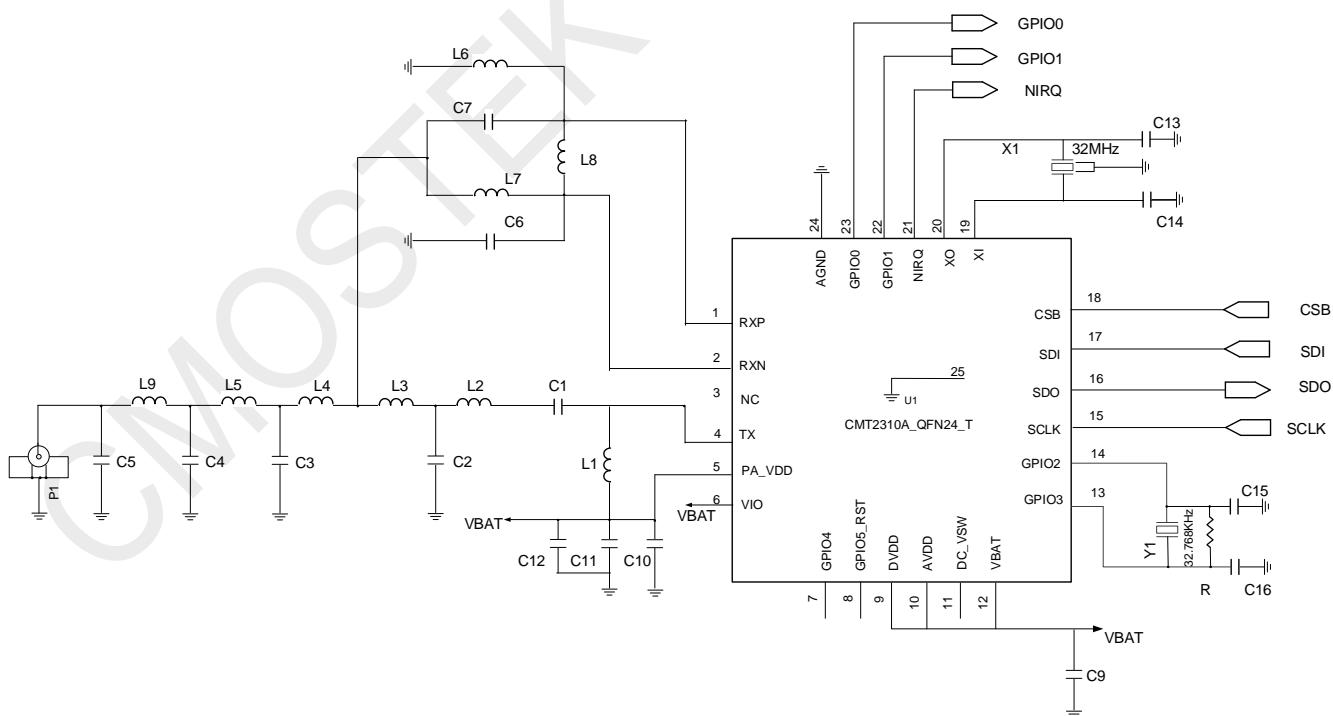 CMOSTEK
GPIO0
GPIO1
NIRQ
L6
C7
L8
L7
C6
X1
32MHz
C13
C14
24
23
22
21
20
19
AGND
GPIO0
GPIO1
NIRQ
XO
XI
1
RXP
2
RXN
3
NC
4
TX
5
PA_VDD
6
VIO
18
CSB
CSB
17
SDI
SDI
16
SDO
SDO
15
SCLK
SCLK
14
GPIO2
13
GPIO3
25
U1
CMT2310A_QFN24_T
L9
L5
L4
L3
L2
C1
P1
C5
C4
C3
C2
L1
VBAT
VBAT
C12
C11
C10
C15
Y1
32.768KHz
R
C16
GPIO4
GPIO5_RST
DVDD
AVDD
DC_VSW
VBAT
7
8
9
10
11
12
VBAT
C9